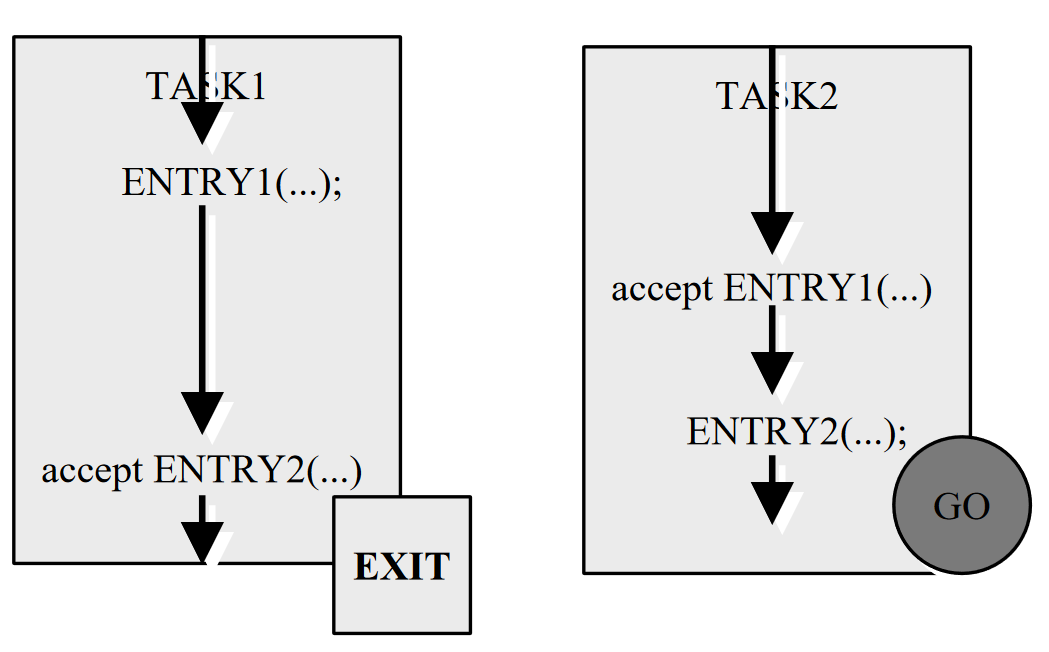 TASK1
ENTRY1(...);
accept ENTRY2(...)
EXIT
TASK2
accept ENTRY1(...)
ENTRY2(...);
GO